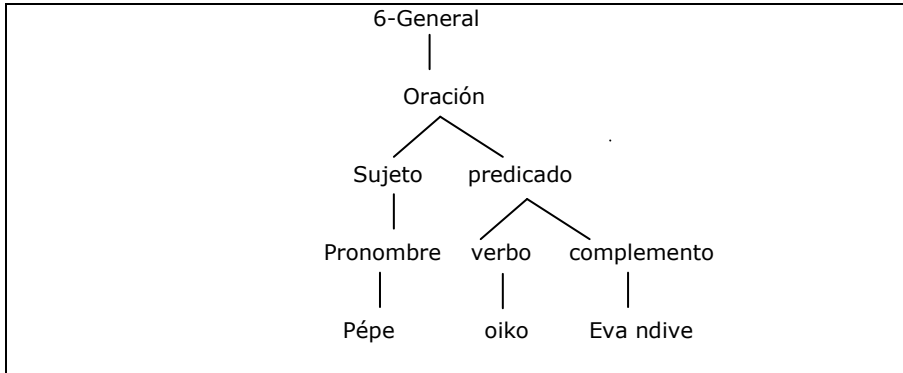 6-General
Oración
Sujeto predicado
Pronombre verbo complemento
Pépe oiko Eva ndive